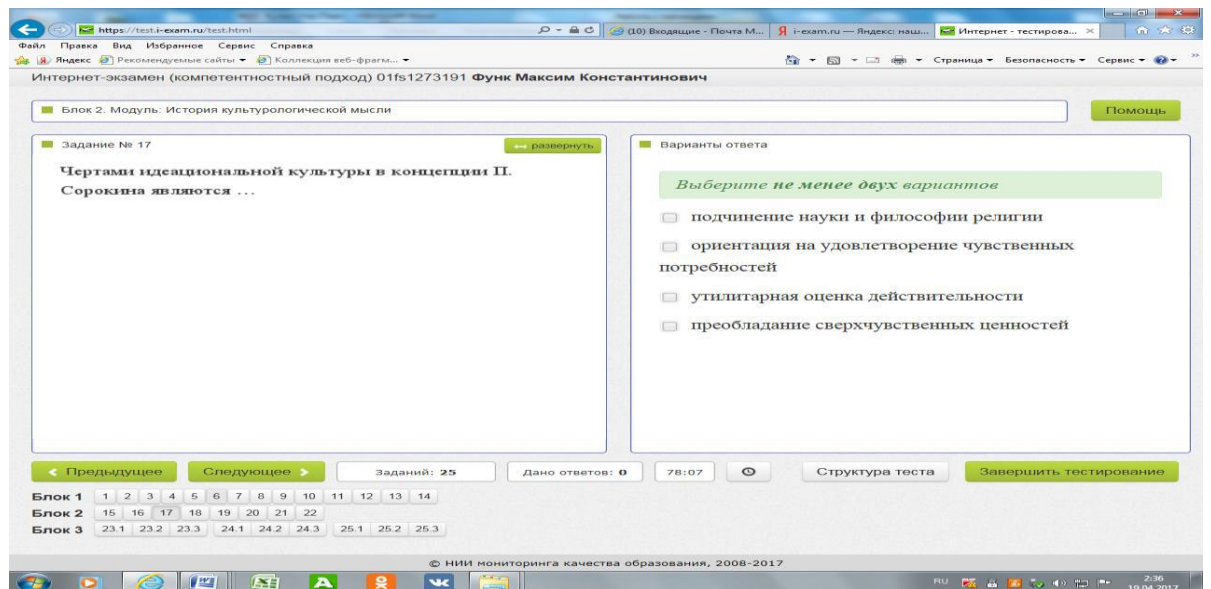 https://test.i-exam.ru/test.html
(10) Входящие - Почта М...
i-exam.ru — Яндекс: наш...
Интернет - тестирова...
Файл Правка Вид Избранное Сервис Справка
Яндекс Рекомендуемые сайты Коллекция веб-фрагм...
Страница Безопасность Сервис
Интернет-экзамен (компетентностный подход) 01fs1273191 Функ Максим Константинович
Блок 2. Модуль: История культурологической мысли
Помощь
Задание № 17
развернуть
Чертами идеациональной культуры в концепции П.
Сорокина являются …
Варианты ответа
Выберите не менее двух вариантов
подчинение науки и философии религии
ориентация на удовлетворение чувственных
потребностей
утилитарная оценка действительности
преобладание сверхчувственных ценностей
Предыдущее
Следующее
Заданий: 25
Дано ответов: 0
78:07
Структура теста
Завершить тестирование
Блок 1 1 2 3 4 5 6 7 8 9 10 11 12 13 14
Блок 2 15 16 17 18 19 20 21 22
Блок 3 23.1 23.2 23.3 24.1 24.2 24.3 25.1 25.2 25.3
© НИИ мониторинга качества образования, 2008-2017
RU
2:36
19.04.2017